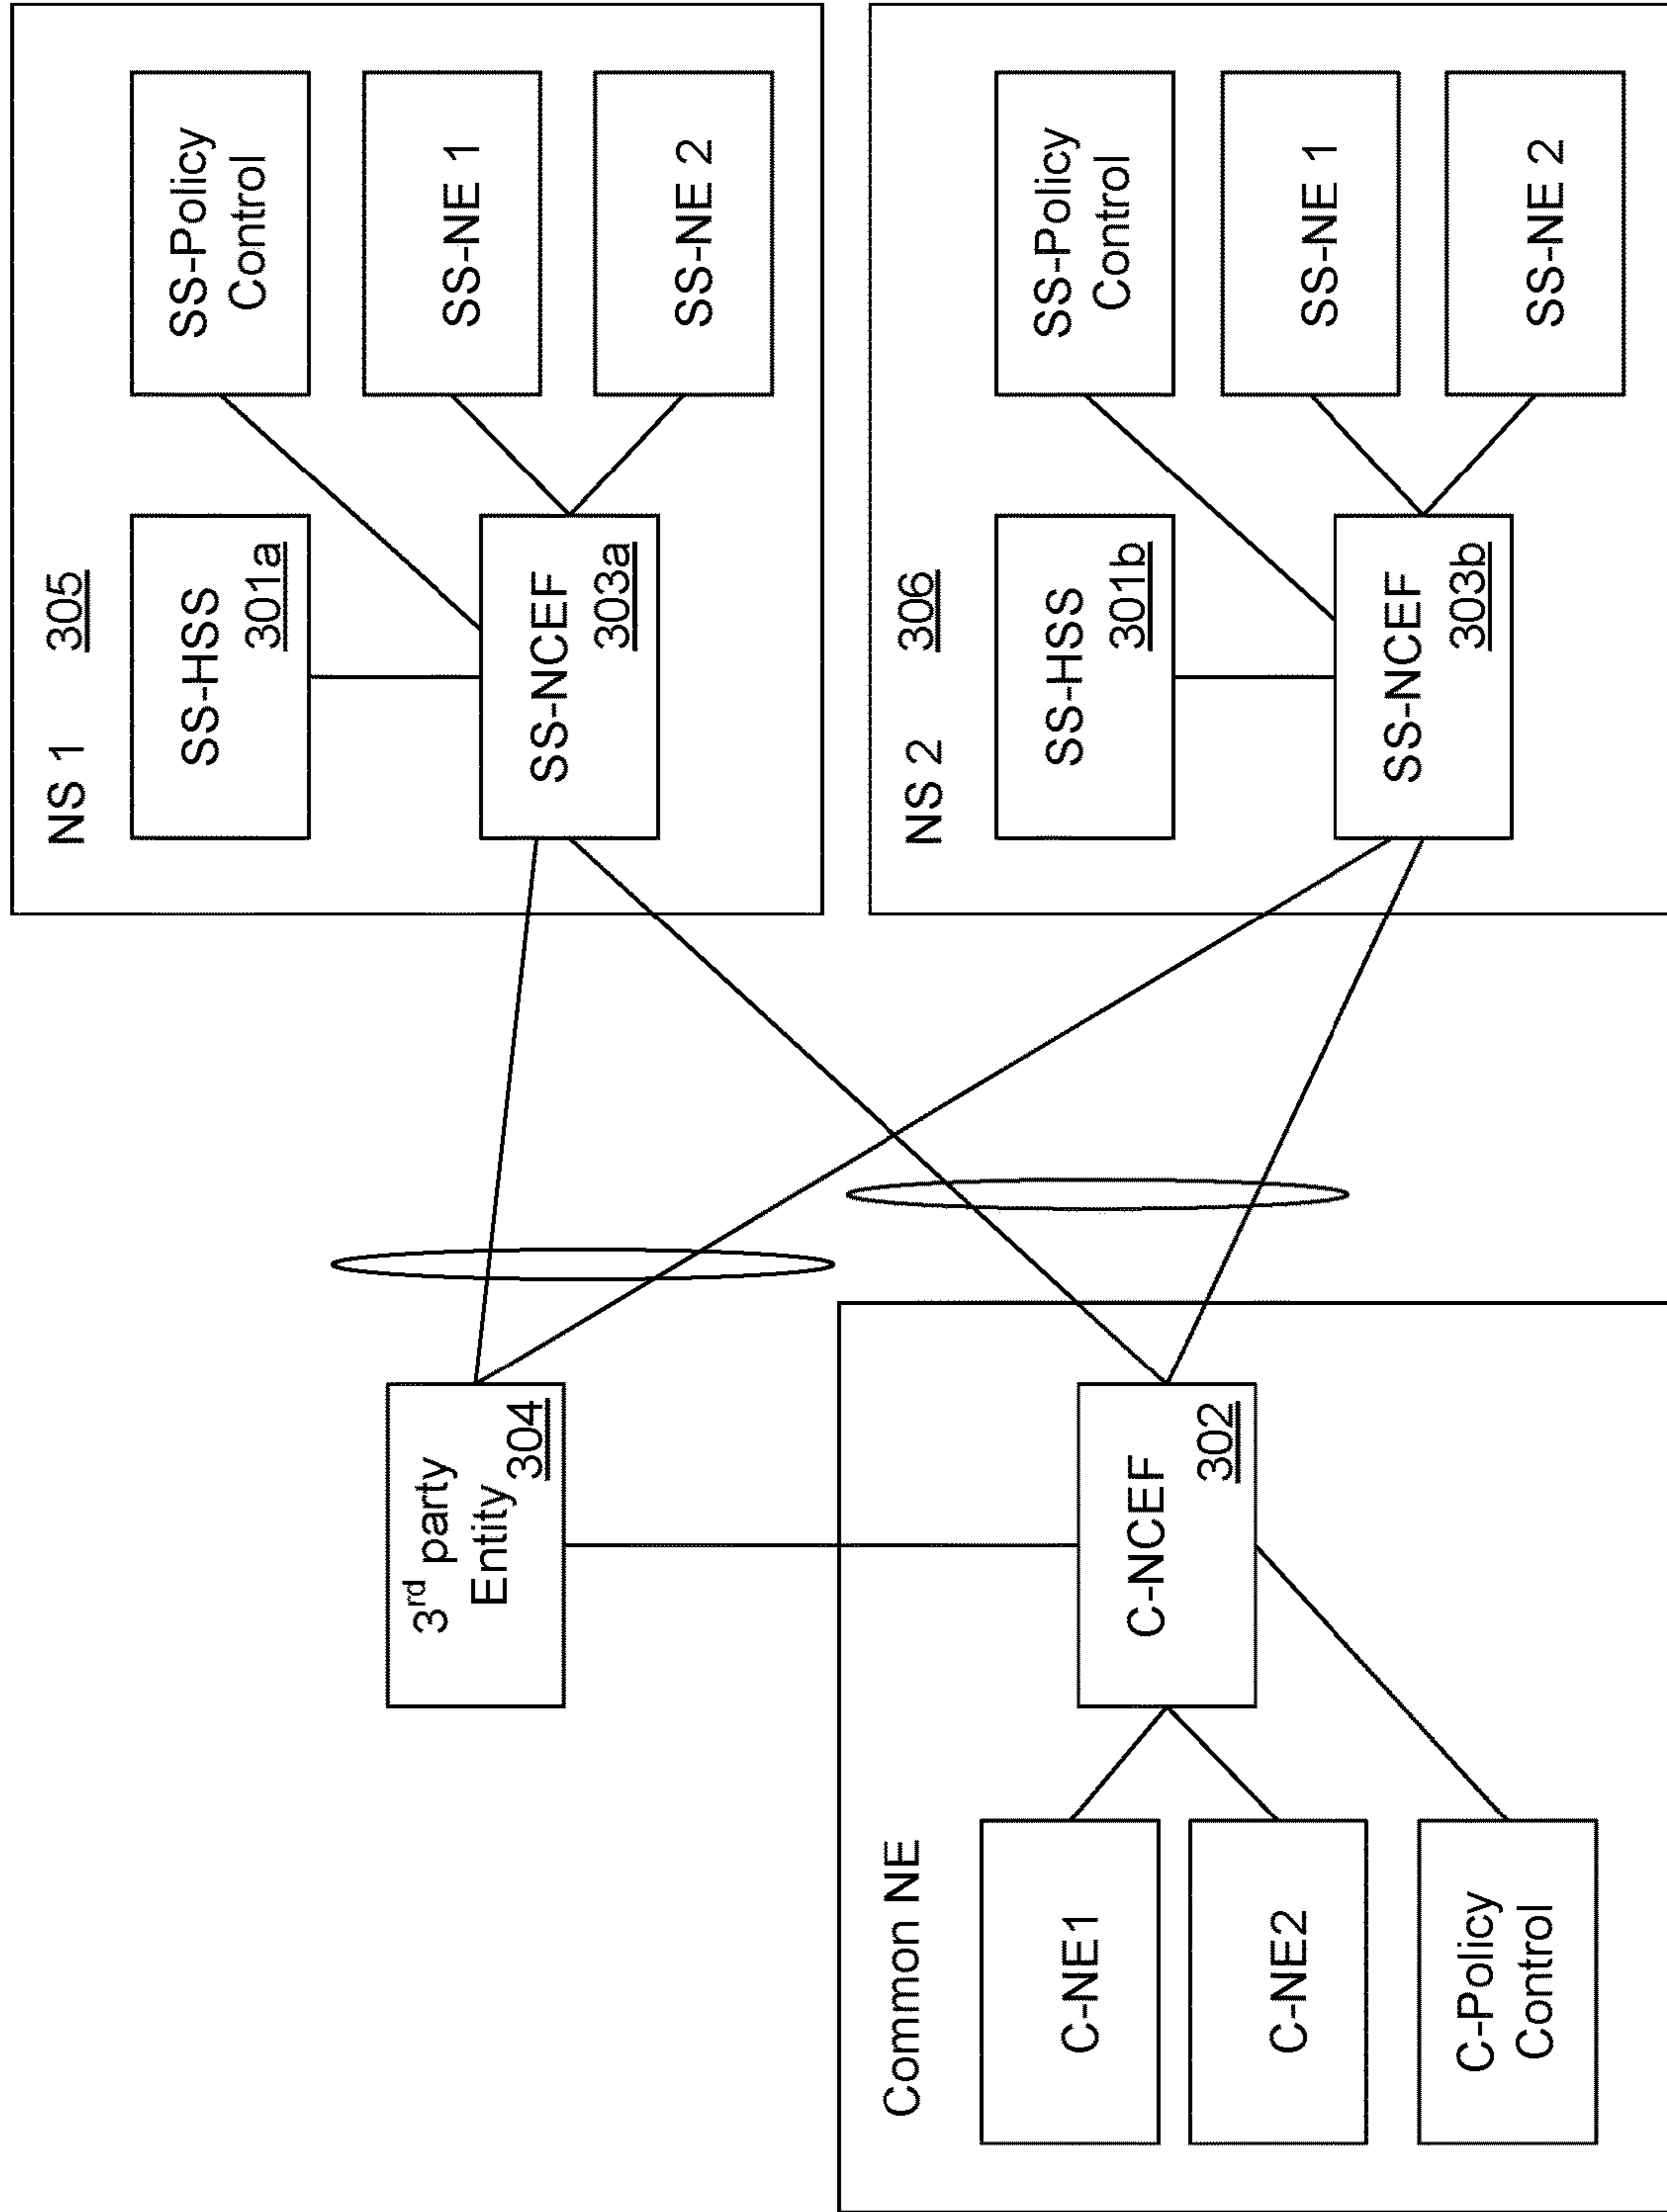 Common NE
C-NE1
C-NE2
C-Policy
Control
3rd party
Entity
304
C-NCEF
302
NS 1
305
SS-HSS
301a
SS-NCEF
303a
SS-Policy
Control
SS-NE 1
SS-NE 2
NS 2
306
SS-HSS
301b
SS-NCEF
303b
SS-Policy
Control
SS-NE 1
SS-NE 2